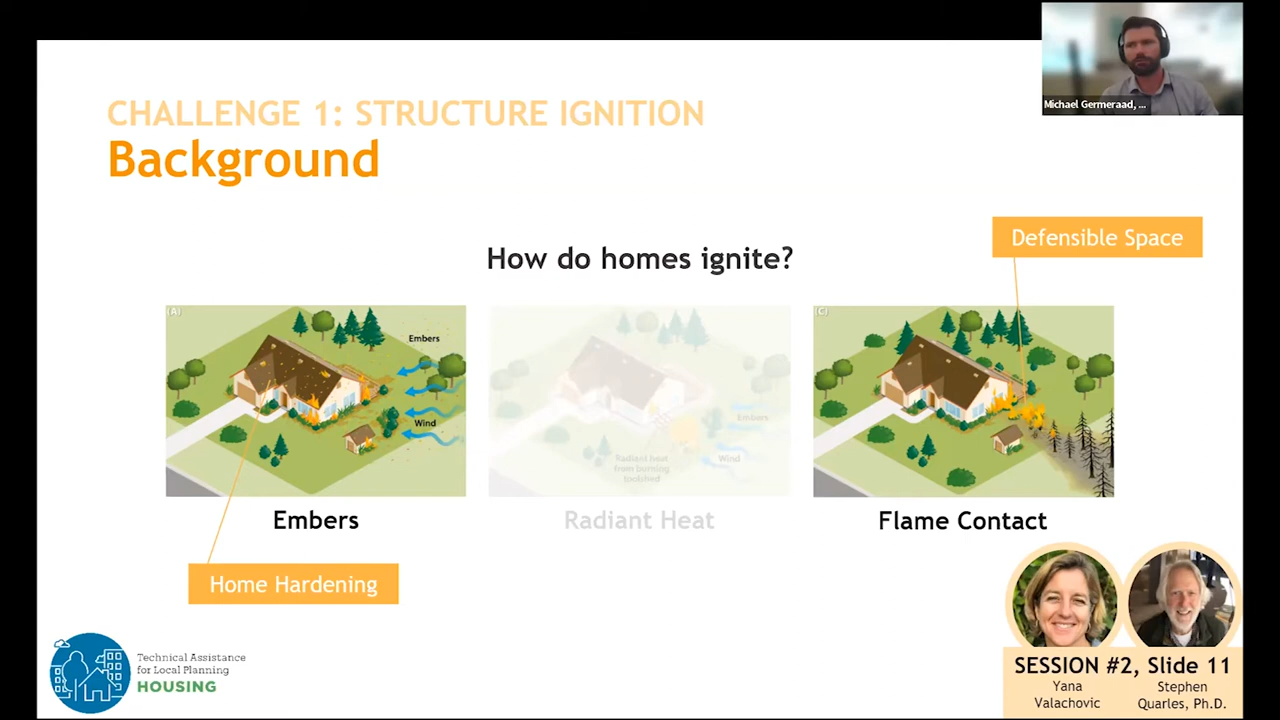 Michael Germeraad, ...
CHALLENGE 1: STRUCTURE IGNITION
Background
Defensible Space
How do homes ignite?
(A)
Embers
Wind
Embers
Radiant heat
from burning
toolshed
Wind
(C)
Embers
Radiant Heat
Flame Contact
Home Hardening
Technical Assistance
for Local Planning
HOUSING
SESSION #2, Slide 11
Yana
Valachovic
Stephen
Quarles, Ph.D.